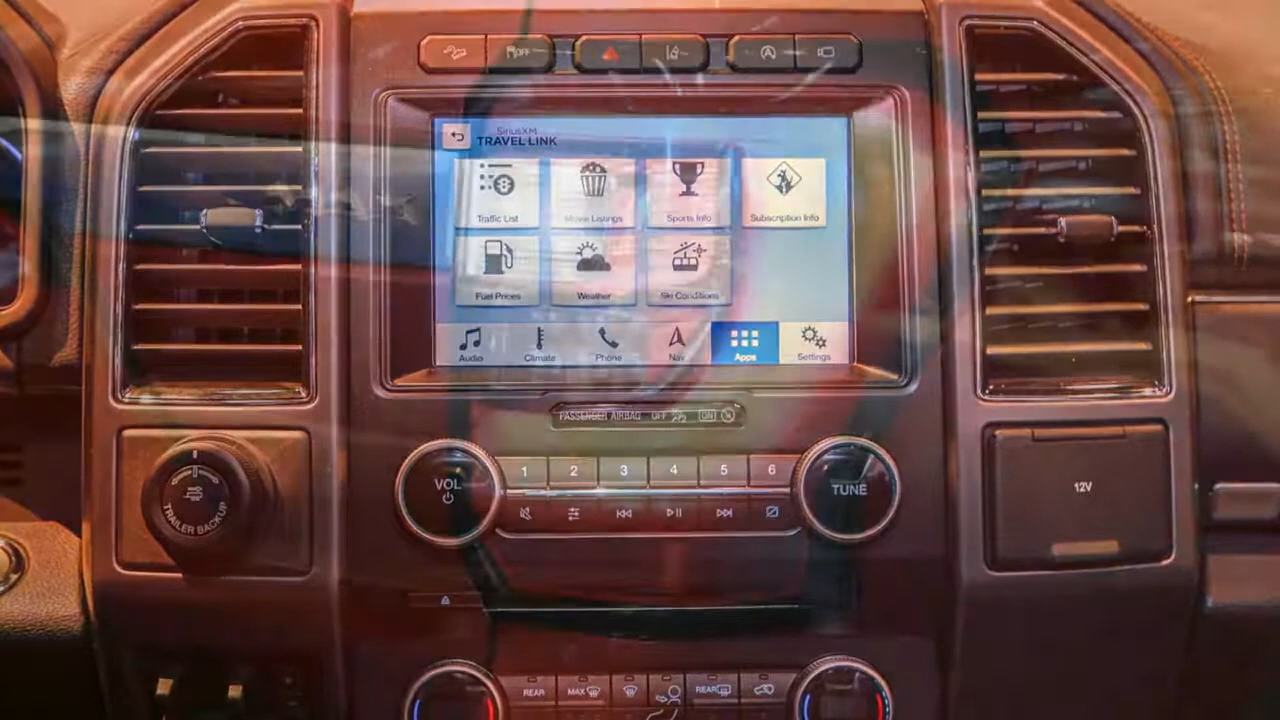 OFF
SiriusXM
TRAVEL LINK
Traffic List
Movie Listings
Sports Info
Subscription Info
Fuel Prices
Weather
Ski Conditions
Audio
Climate
Phone
Nav
Apps
Settings
PASSENGER AIRBAG OFF ON
VOL
1 2 3 4 5 6
TUNE
TRAILER BACKUP
12V
REAR
MAX
REAR